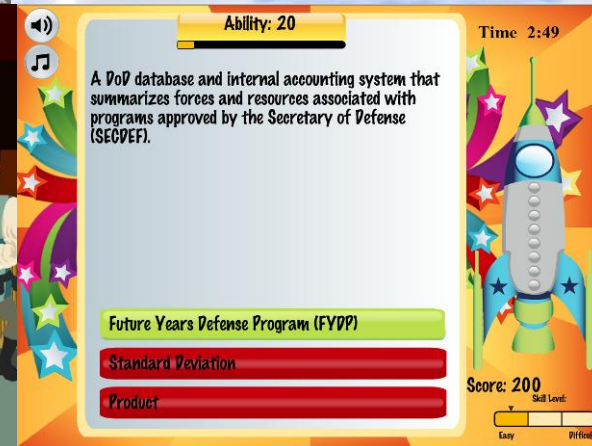 Ability: 20
Time 2:49
A DoD database and internal accounting system that
summarizes forces and resources associated with
programs approved by the Secretary of Defense
(SECDEF).
Future Years Defense Program (FYDP)
Standard Deviation
Product
Score: 200
Skill Level:
Easy